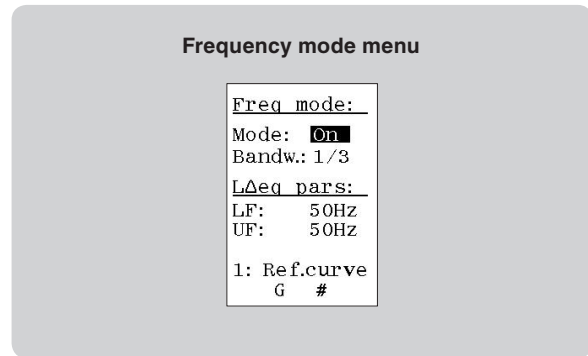 Frequency mode menu
Freq mode:
Mode: On
Bandw.: 1/3
LΔeq pars:
LF: 50Hz
UF: 50Hz
1: Ref.curve
G #